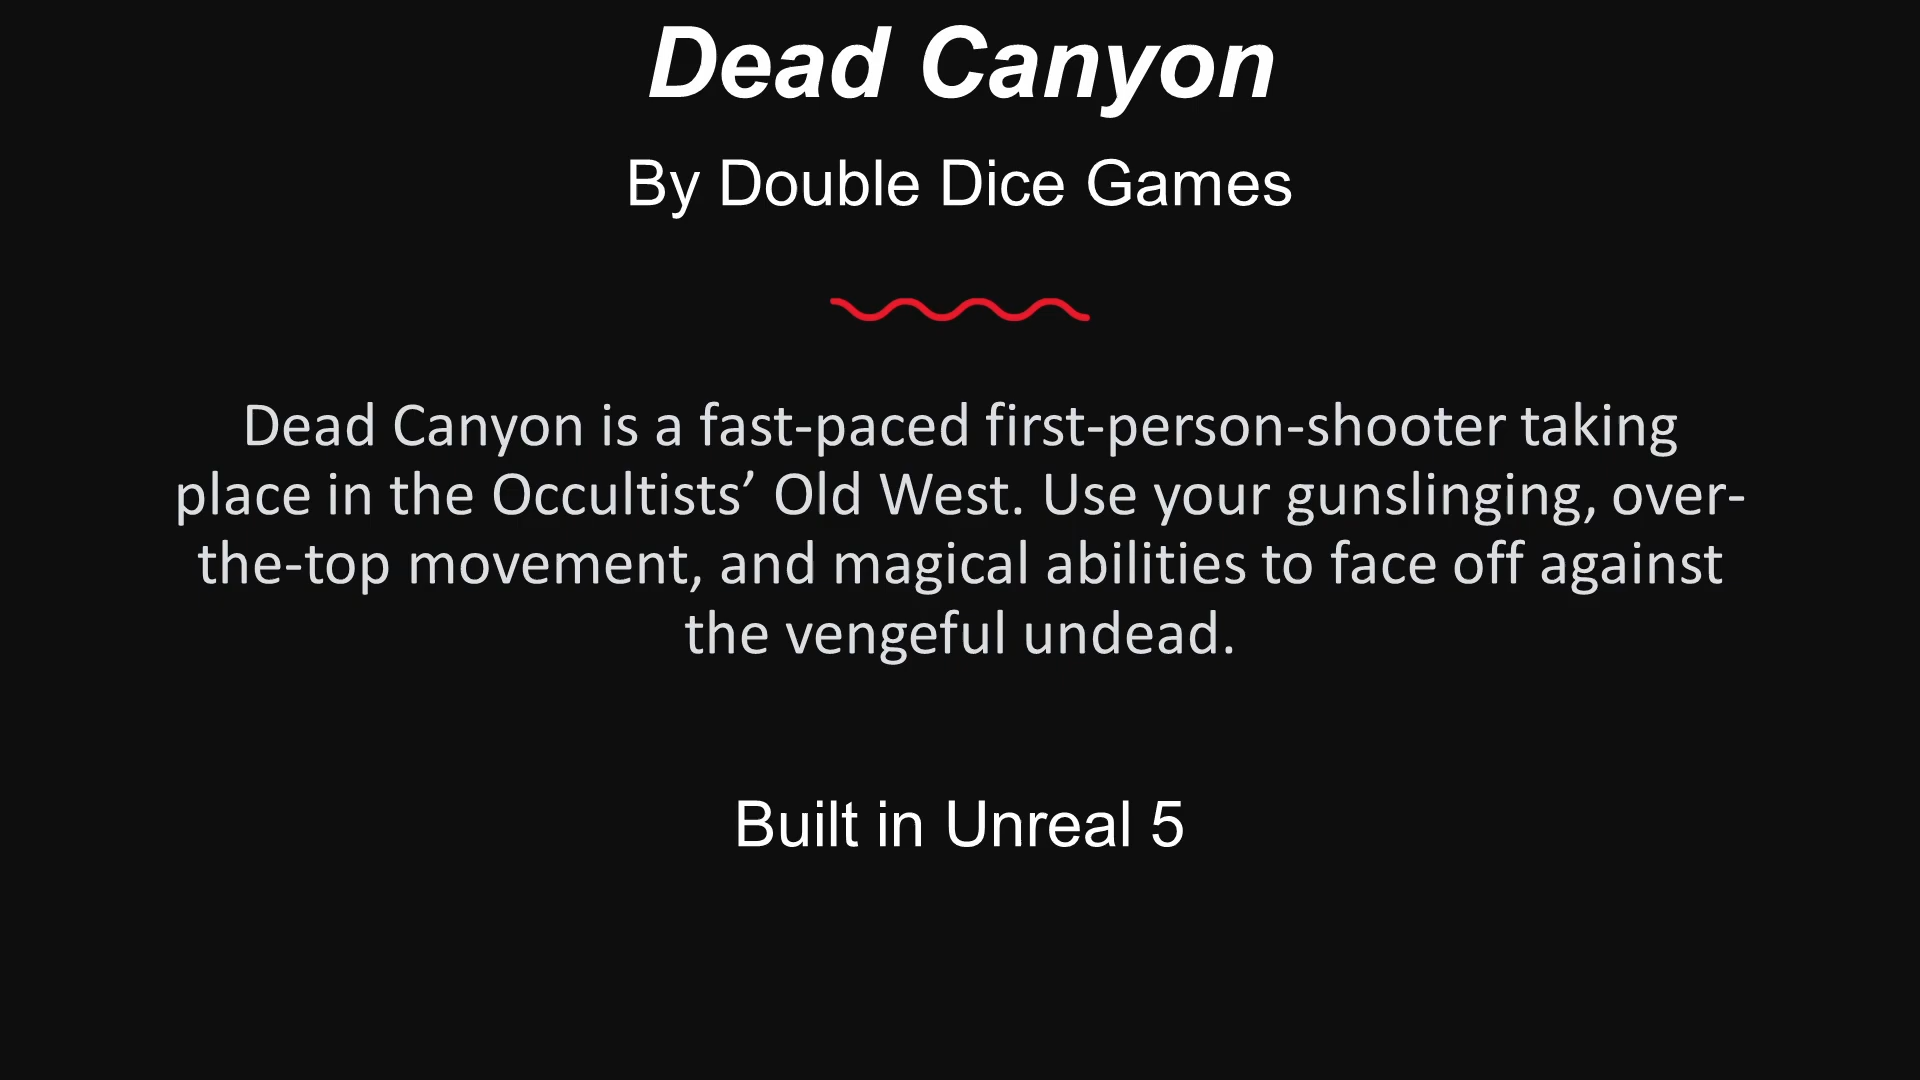 Dead Canyon
By Double Dice Games
Dead Canyon is a fast-paced first-person-shooter taking
place in the Occultists’ Old West. Use your gunslinging, over-
the-top movement, and magical abilities to face off against
the vengeful undead.
Built in Unreal 5